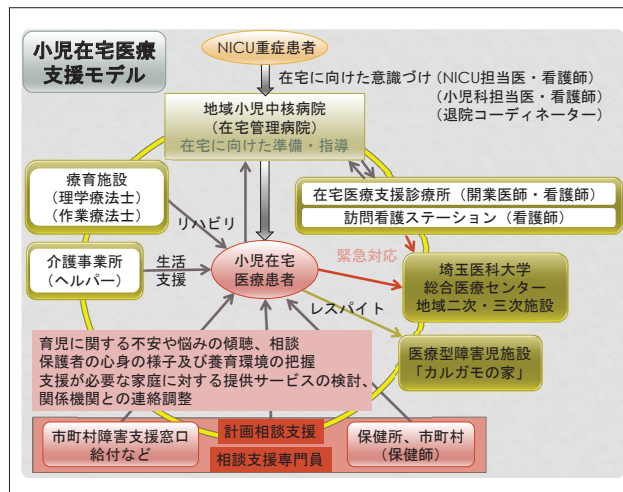 小児在宅医療
支援モデル
NICU重症患者
在宅に向けた意識づけ（NICU担当医・看護師）
（小児科担当医・看護師）
（退院コーディネーター）
地域小児中核病院
（在宅管理病院）
在宅に向けた準備・指導
療育施設
（理学療法士）
（作業療法士）
リハビリ
在宅医療支援診療所（開業医師・看護師）
訪問看護ステーション（看護師）
介護事業所
（ヘルパー）
生活
支援
小児在宅
医療患者
緊急対応
埼玉医科大学
総合医療センター
地域二次・三次施設
レスパイト
医療型障害児施設
「カルガモの家」
育児に関する不安や悩みの傾聴、相談
保護者の心身の様子及び養育環境の把握
支援が必要な家庭に対する提供サービスの検討、
関係機関との連絡調整
市町村障害支援窓口
給付など
計画相談支援
相談支援専門員
保健所、市町村
（保健師）